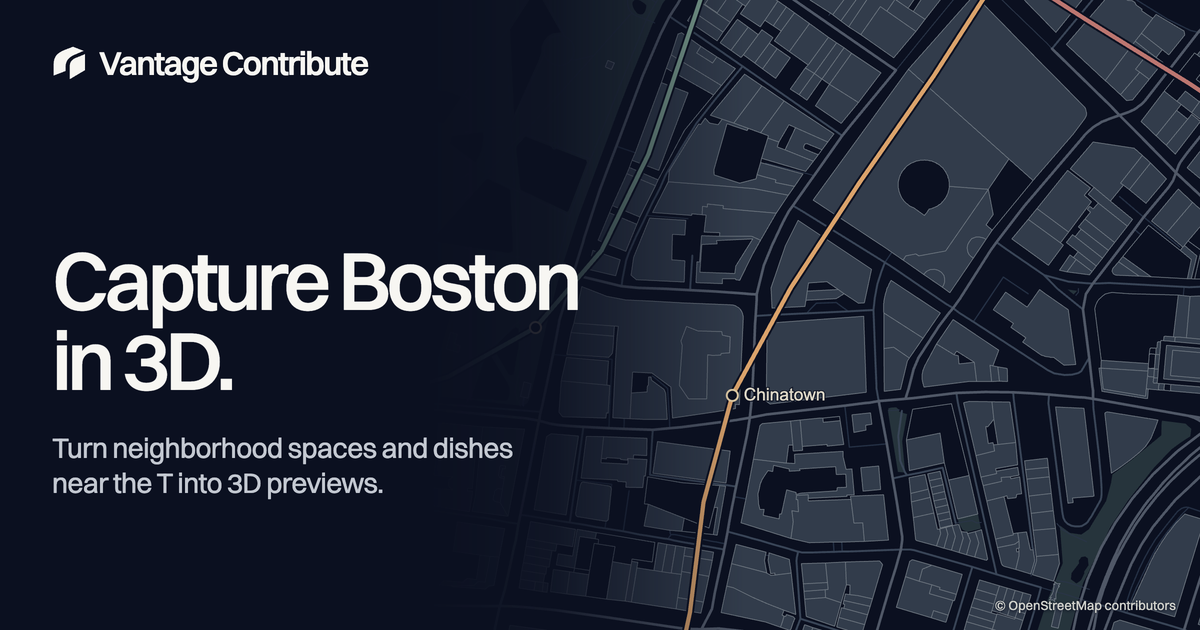 Vantage Contribute
Capture Boston
in 3D.
Turn neighborhood spaces and dishes
near the T into 3D previews.
Chinatown
© OpenStreetMap contributors